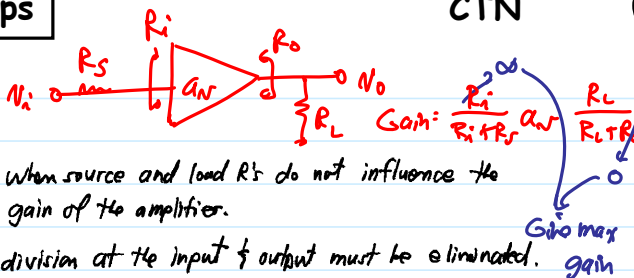 ps
CTN
Ri
Rs
Ro
Ni
av
No
RL
Gain: Ri / Ri+Rs av RL / RL+R
∞
0
when source and load R's do not influence the
gain of the amplifier.
Gives max
gain
division at the input & output must be eliminated.